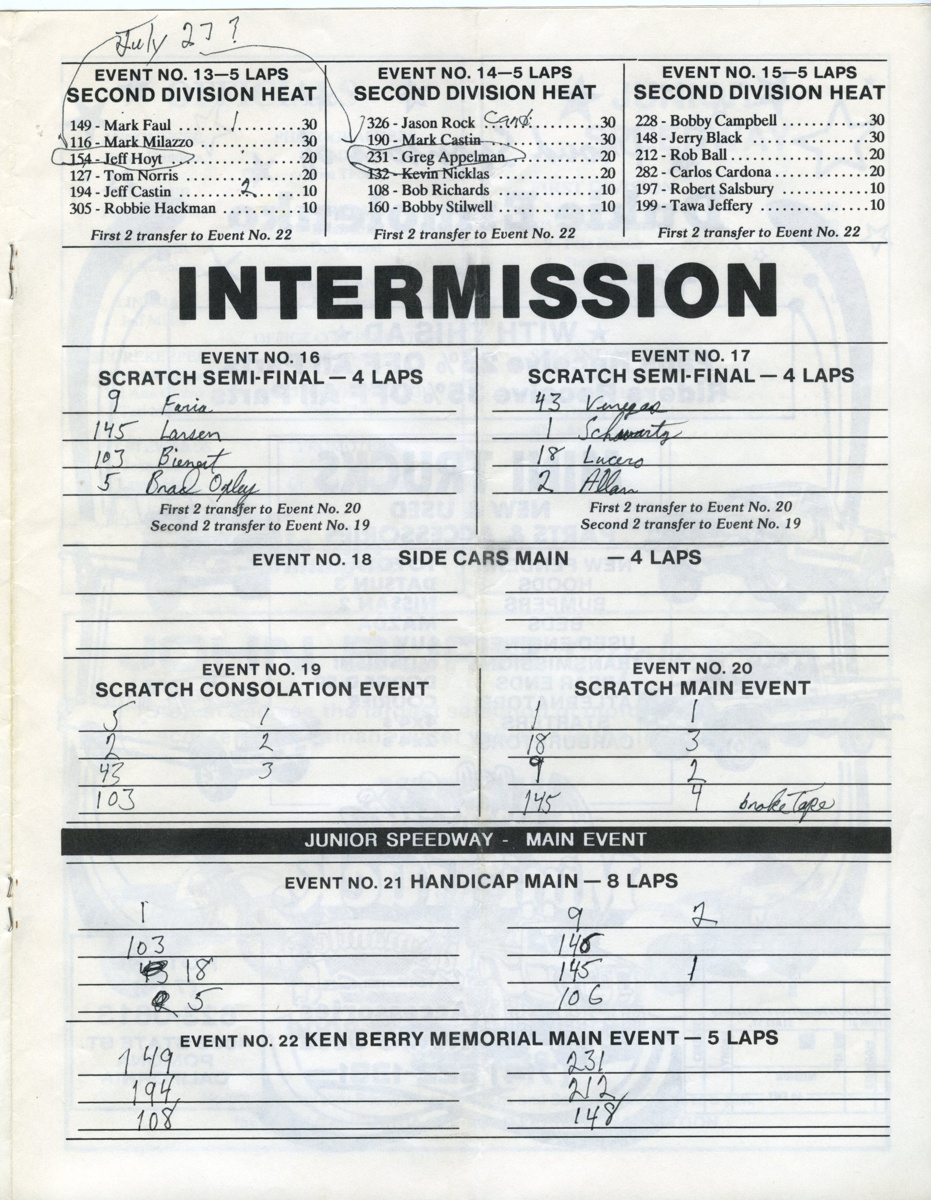 July 27?
EVENT NO. 13—5 LAPS
SECOND DIVISION HEAT
149 - Mark Faul 1 30
116 - Mark Milazzo 30
154 - Jeff Hoyt 20
127 - Tom Norris 20
194 - Jeff Castin 2 10
305 - Robbie Hackman 10
First 2 transfer to Event No. 22
EVENT NO. 14—5 LAPS
SECOND DIVISION HEAT
326 - Jason Rock 30
190 - Mark Castin 30
231 - Greg Appelman 20
132 - Kevin Nicklas 20
108 - Bob Richards 10
160 - Bobby Stilwell 10
First 2 transfer to Event No. 22
EVENT NO. 15—5 LAPS
SECOND DIVISION HEAT
228 - Bobby Campbell 30
148 - Jerry Black 30
212 - Rob Ball 20
282 - Carlos Cardona 20
197 - Robert Salsbury 10
199 - Tawa Jeffery 10
First 2 transfer to Event No. 22
INTERMISSION
EVENT NO. 16
SCRATCH SEMI-FINAL — 4 LAPS
9 Faria
145 Larsen
103 Biengit
5 Brad Oxley
First 2 transfer to Event No. 20
Second 2 transfer to Event No. 19
EVENT NO. 17
SCRATCH SEMI-FINAL — 4 LAPS
43 Venegas
1 Schwartz
18 Lucero
2 Allan
First 2 transfer to Event No. 20
Second 2 transfer to Event No. 19
EVENT NO. 18 SIDE CARS MAIN — 4 LAPS
EVENT NO. 19
SCRATCH CONSOLATION EVENT
5 1
2 2
43 3
103
EVENT NO. 20
SCRATCH MAIN EVENT
1 1
18 3
9 2
145 4 broke Tape
JUNIOR SPEEDWAY - MAIN EVENT
EVENT NO. 21 HANDICAP MAIN — 8 LAPS
1
103
18
5
9 2
146
145 1
106
EVENT NO. 22 KEN BERRY MEMORIAL MAIN EVENT — 5 LAPS
149
194
108
231
212
148